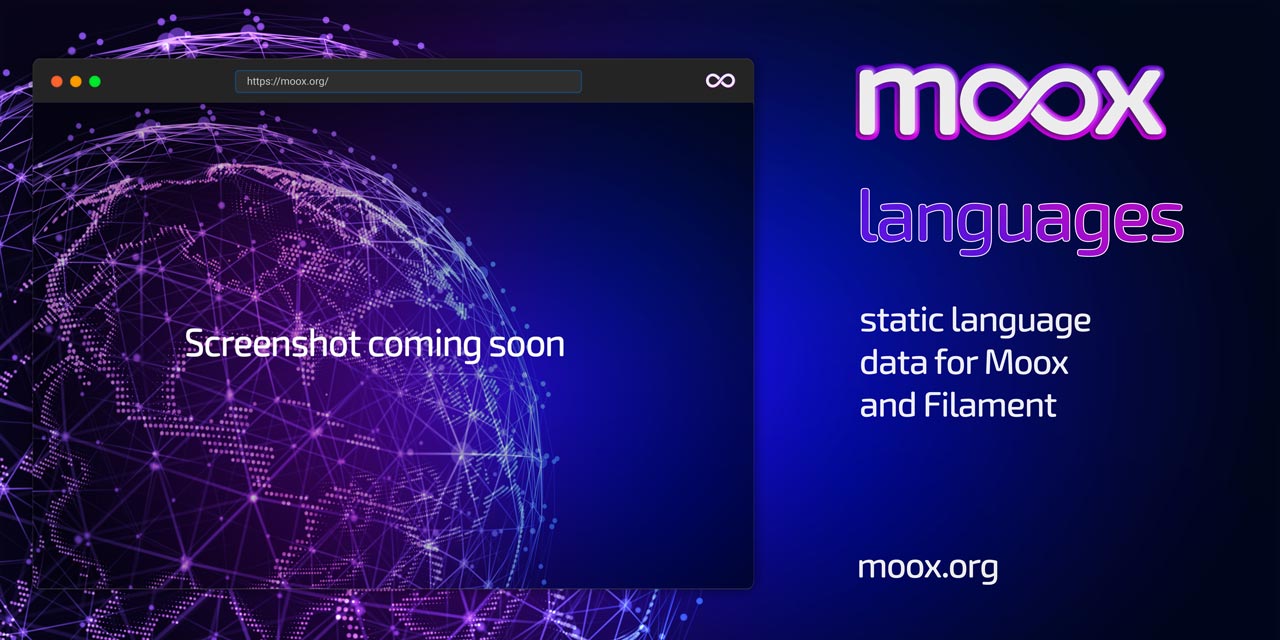 https://moox.org/
Screenshot coming soon
moox
languages
static language
data for Moox
and Filament
moox.org